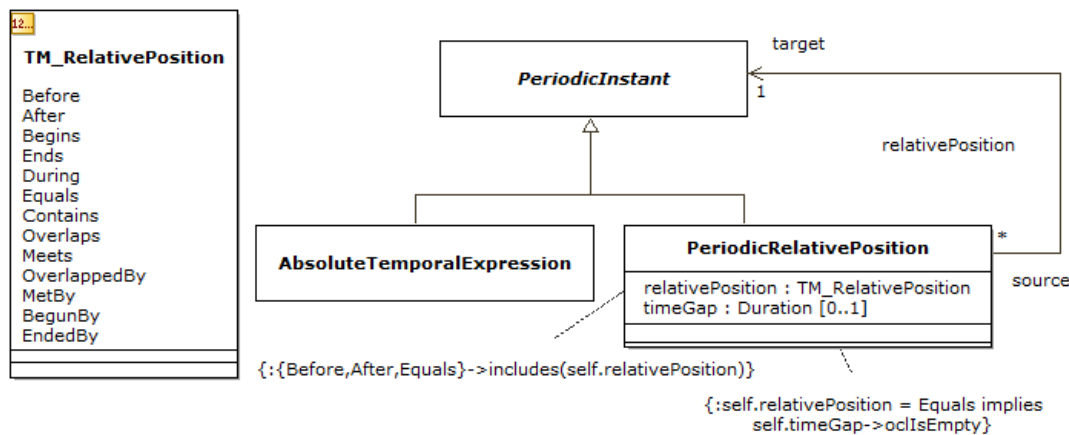 12...
TM_RelativePosition
Before
After
Begins
Ends
During
Equals
Contains
Overlaps
Meets
OverlappedBy
MetBy
BegunBy
EndedBy
PeriodicInstant
target
1
relativePosition
AbsoluteTemporalExpression
PeriodicRelativePosition
relativePosition : TM_RelativePosition
timeGap : Duration [0..1]
*
source
{:{Before,After,Equals}->includes(self.relativePosition)}
{:self.relativePosition = Equals implies
self.timeGap->oclIsEmpty}